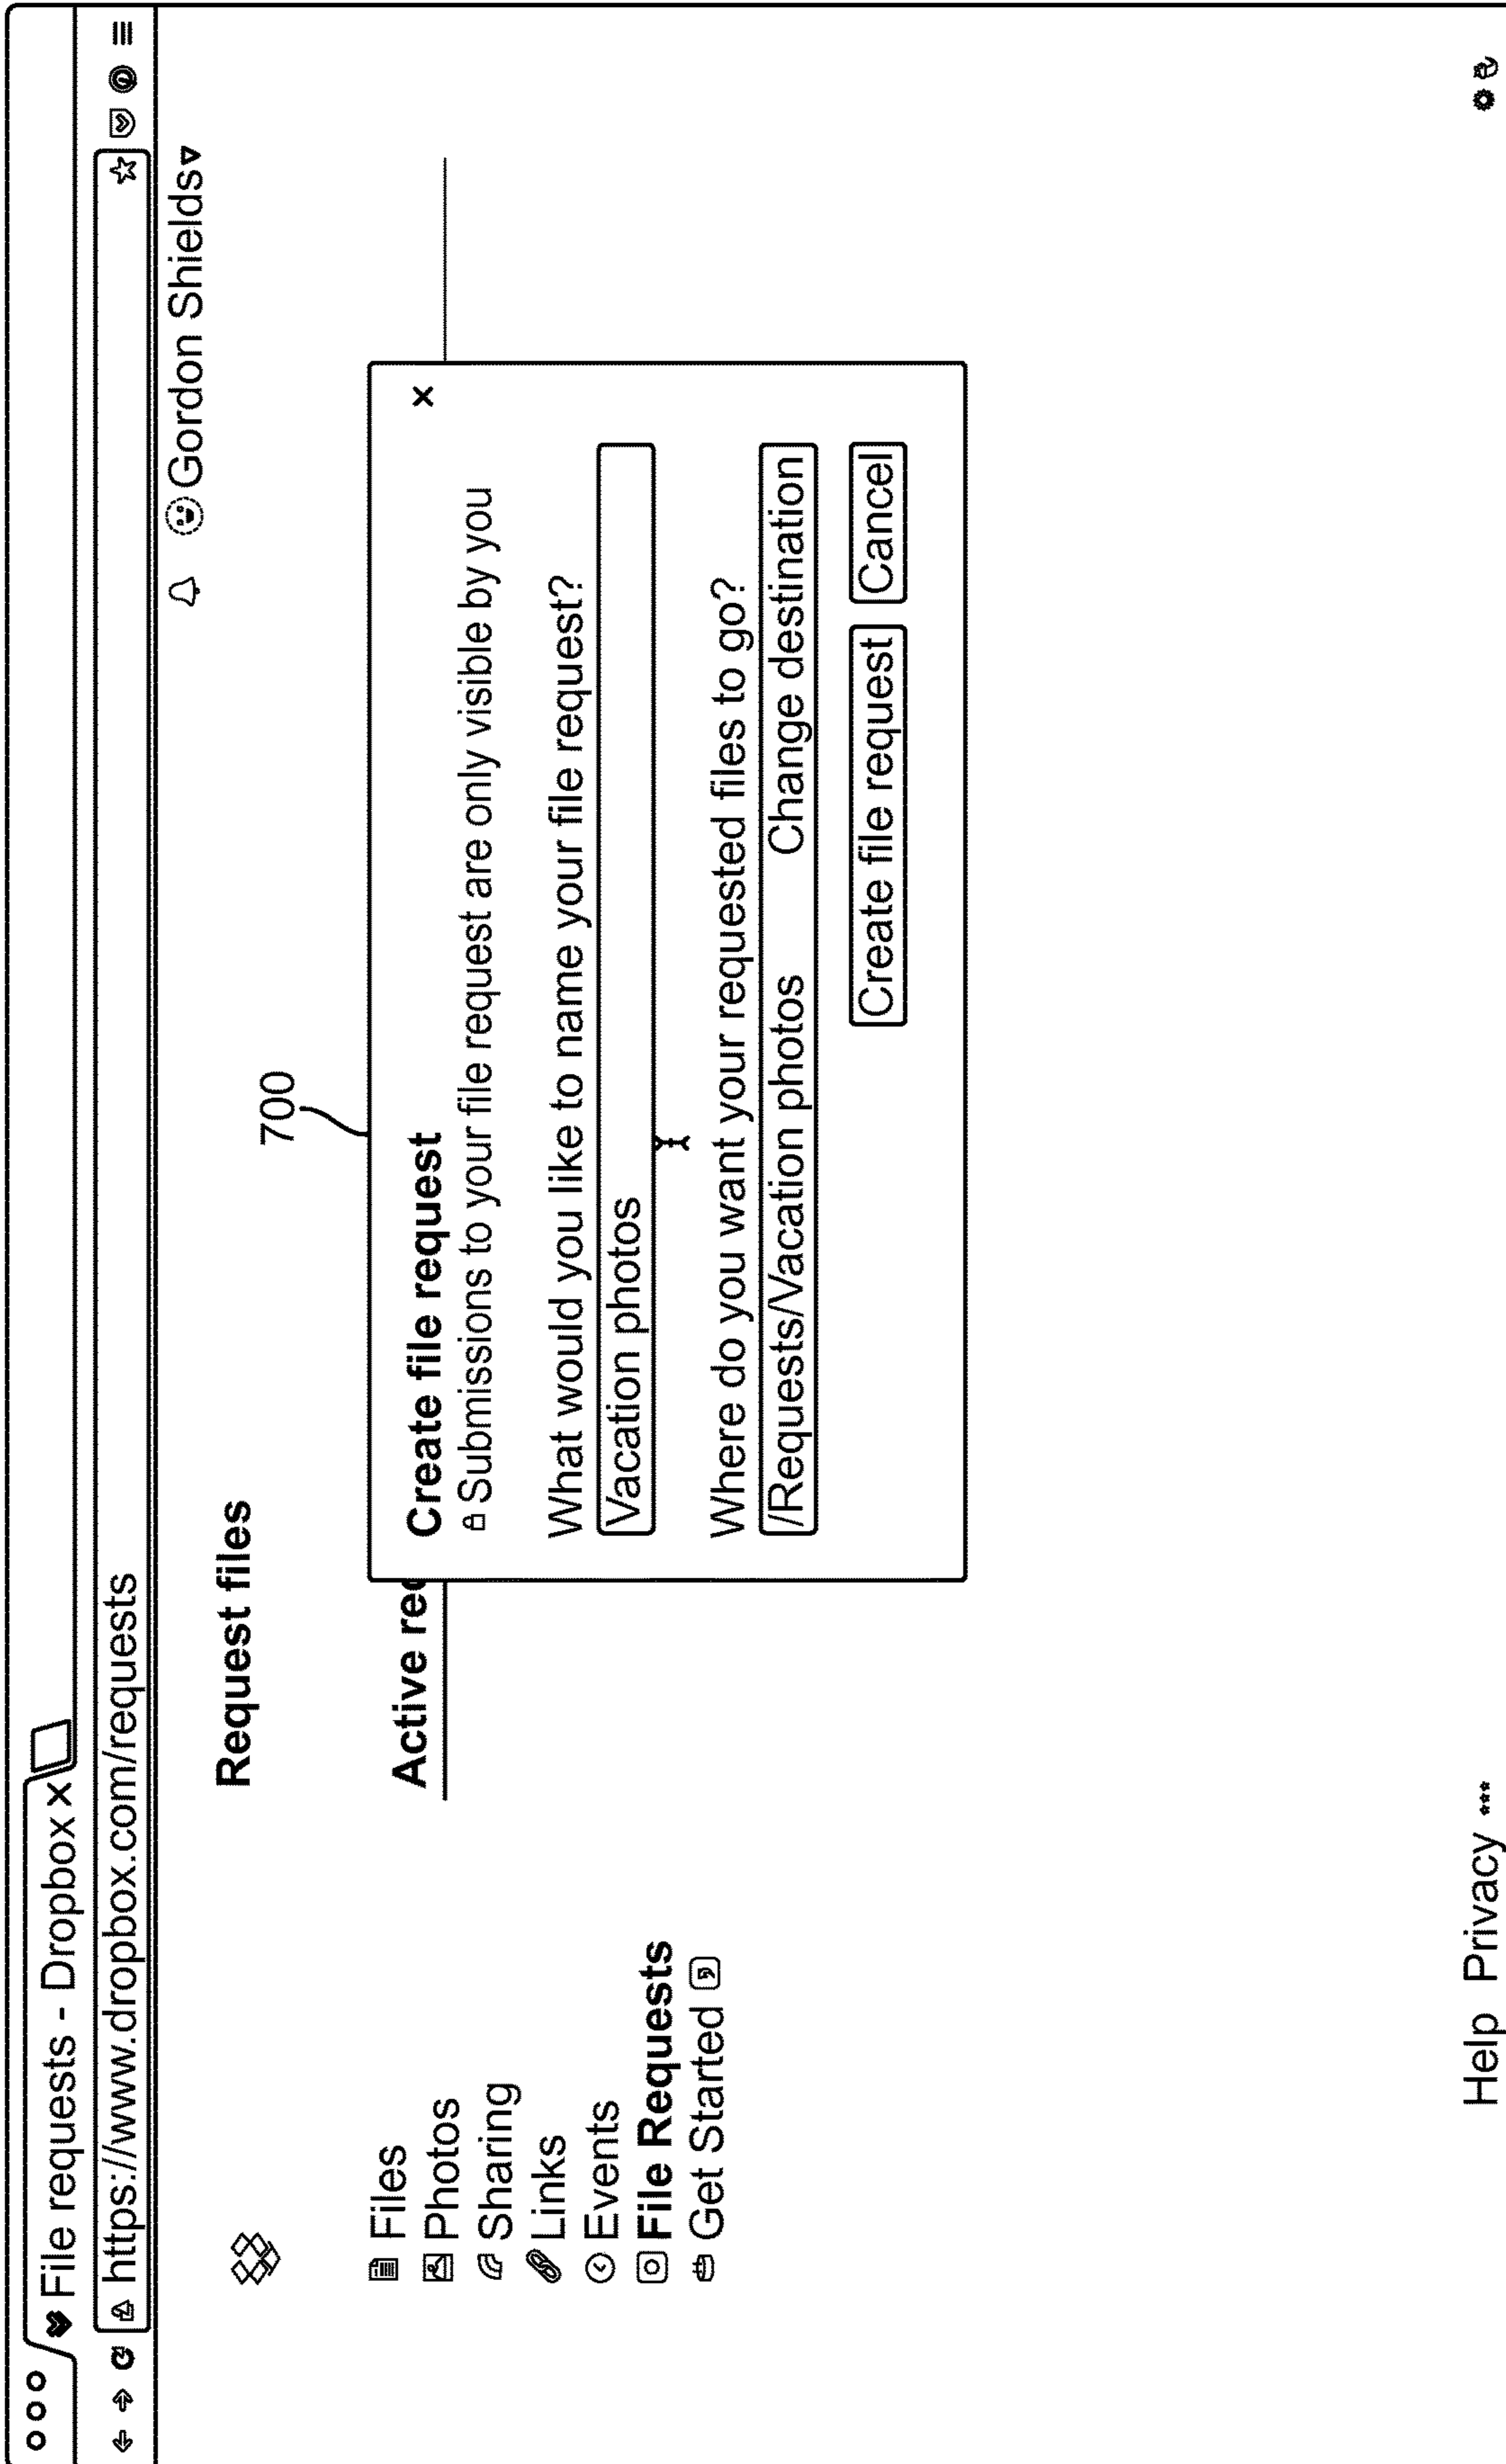 File requests - Dropbox x
https://www.dropbox.com/requests
Gordon Shields
Request files
700
Files
Photos
Sharing
Links
Events
File Requests
Get Started
Active rec
Create file request
x
Submissions to your file request are only visible by you
What would you like to name your file request?
Vacation photos
Where do you want your requested files to go?
/Requests/Vacation photos Change destination
Create file request Cancel
Help Privacy ***